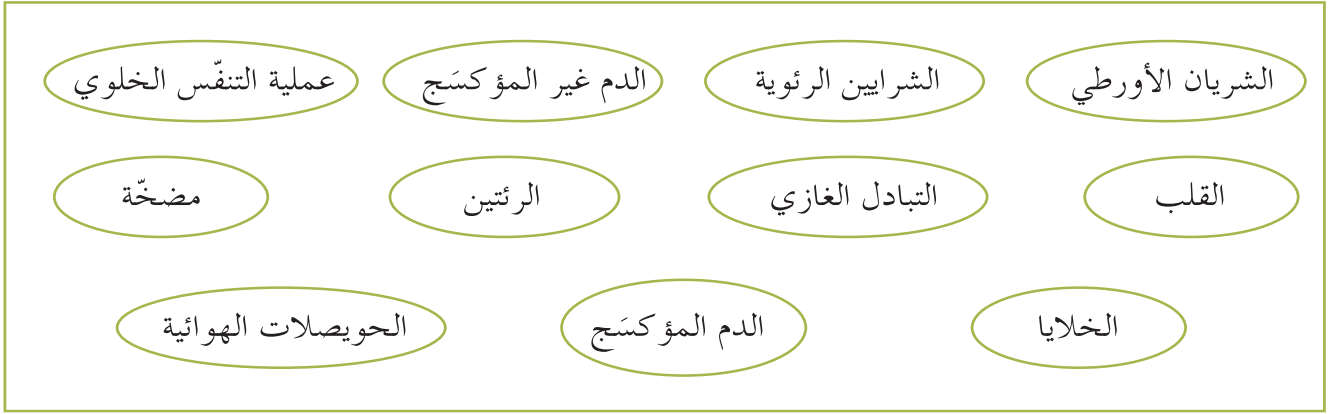 الشريان الأورطي
الشرايين الرئوية
الدم غير المؤكسَج
عملية التنفّس الخلوي
القلب
التبادل الغازي
الرئتين
مضخّة
الخلايا
الدم المؤكسَج
الحويصلات الهوائية